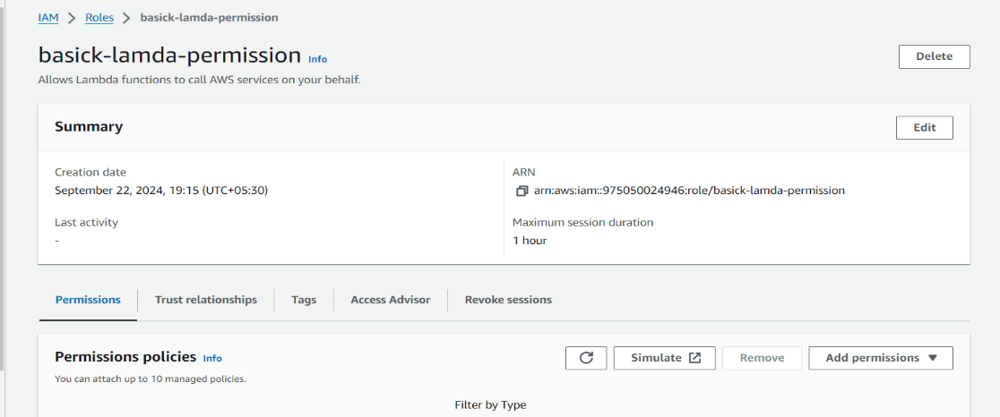 IAM > Roles > basick-lamda-permission
basick-lamda-permission Info
Delete
Allows Lambda functions to call AWS services on your behalf.
Summary
Edit
Creation date
September 22, 2024, 19:15 (UTC+05:30)
ARN
arn:aws:iam::975050024946:role/basick-lamda-permission
Last activity
-
Maximum session duration
1 hour
Permissions
Trust relationships
Tags
Access Advisor
Revoke sessions
Permissions policies Info
Simulate
Remove
Add permissions
You can attach up to 10 managed policies.
Filter by Type